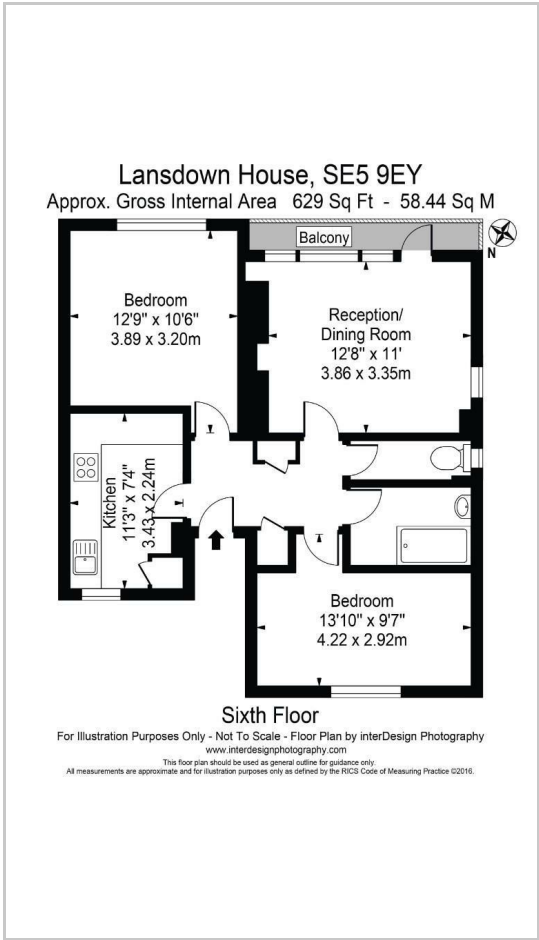 Lansdown House, SE5 9EY
Approx. Gross Internal Area 629 Sq Ft - 58.44 Sq M
Balcony
N
Bedroom
12'9" x 10'6"
3.89 x 3.20m
Reception/
Dining Room
12'8" x 11'
3.86 x 3.35m
Kitchen
11'3" x 7'4"
3.43 x 2.24m
Bedroom
13'10" x 9'7"
4.22 x 2.92m
Sixth Floor
For Illustration Purposes Only - Not To Scale - Floor Plan by interDesign Photography
www.interdesignphotography.com
This floor plan should be used as general outline for guidance only.
All measurements are approximate and for illustration purposes only as defined by the RICS Code of Measuring Practice ©2016.